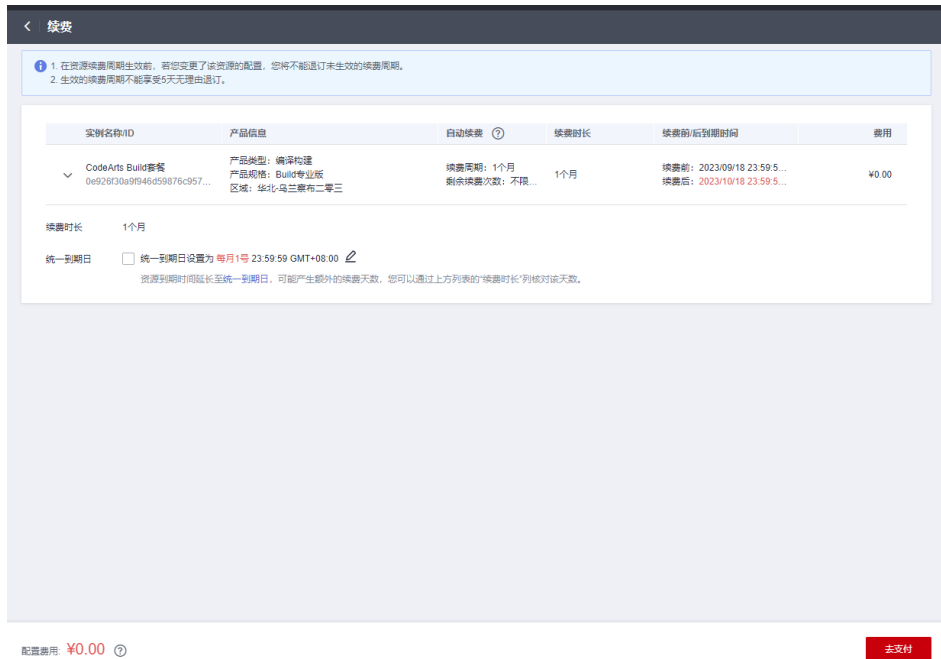 续费
1. 在资源续费周期生效前，若您变更了该资源的配置，您将不能退订未生效的续费周期。
2. 生效的续费周期不能享受5天无理由退订。
实例名称/ID 产品信息 自动续费 续费时长 续费前/后到期时间 费用
CodeArts Build套餐
0e926f30a9f946d59876c957...
产品类型：编译构建
产品规格：Build专业版
区域：华北-乌兰察布二零三
续费周期：1个月
剩余续费次数：不限...
1个月
续费前：2023/09/18 23:59:5...
续费后：2023/10/18 23:59:5...
¥0.00
续费时长 1个月
统一到期日 统一到期日设置为 每月1号 23:59:59 GMT+08:00
资源到期时间延长至统一到期日，可能产生额外的续费天数，您可以通过上方列表的“续费时长”列核对该天数。
配置费用: ¥0.00
去支付